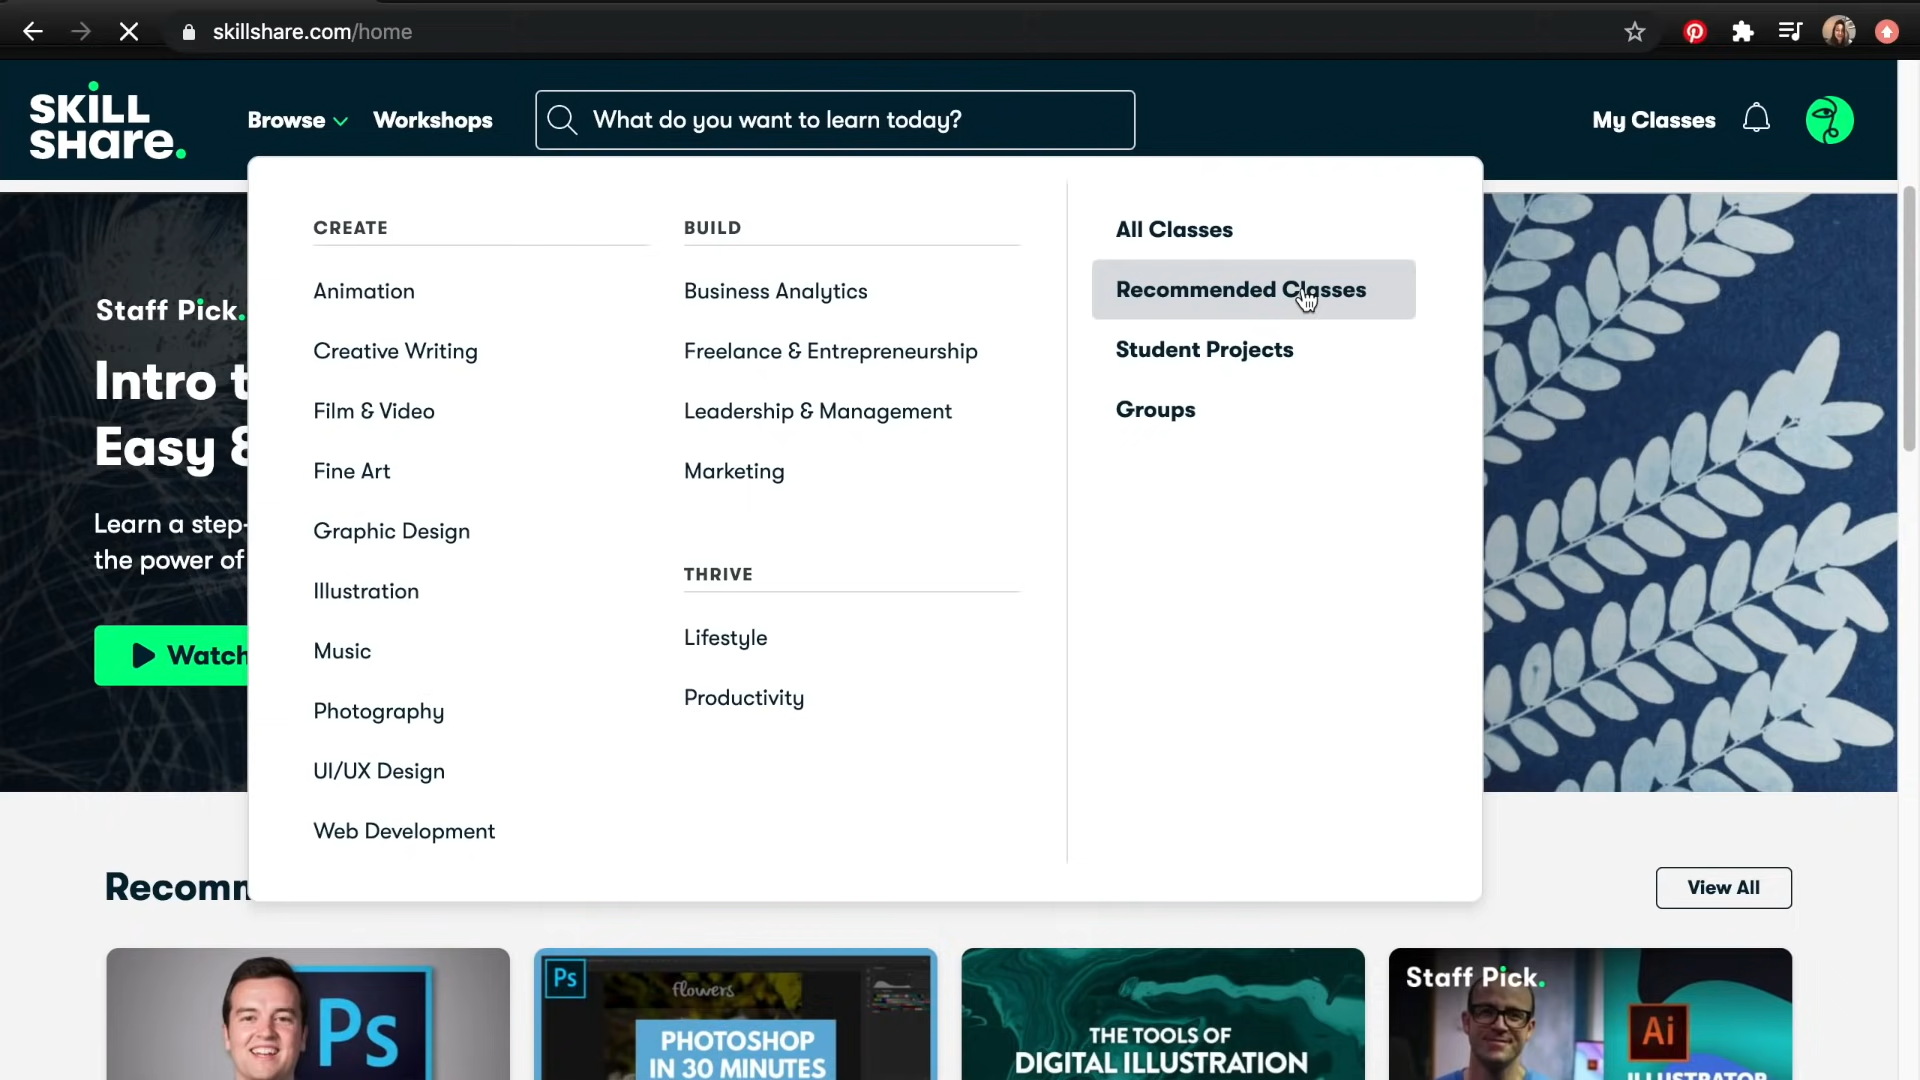 skillshare.com/home
SKILL
SHare.
Browse
Workshops
What do you want to learn today?
My Classes
CREATE
Animation
Creative Writing
Film & Video
Fine Art
Graphic Design
Illustration
Music
Photography
UI/UX Design
Web Development
BUILD
Business Analytics
Freelance & Entrepreneurship
Leadership & Management
Marketing
THRIVE
Lifestyle
Productivity
All Classes
Recommended Classes
Student Projects
Groups
Staff Pick.
Intro
Easy &
Learn a step-
the power of
Watch
View All
Ps
Ps
flowers
PHOTOSHOP
IN 30 MINUTES
THE TOOLS OF
DIGITAL ILLUSTRATION
Staff Pick.
Ai
ILLUSTRATOR